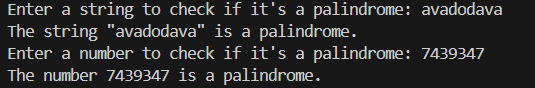 Enter a string to check if it's a palindrome: avadodava
The string "avadodava" is a palindrome.
Enter a number to check if it's a palindrome: 7439347
The number 7439347 is a palindrome.